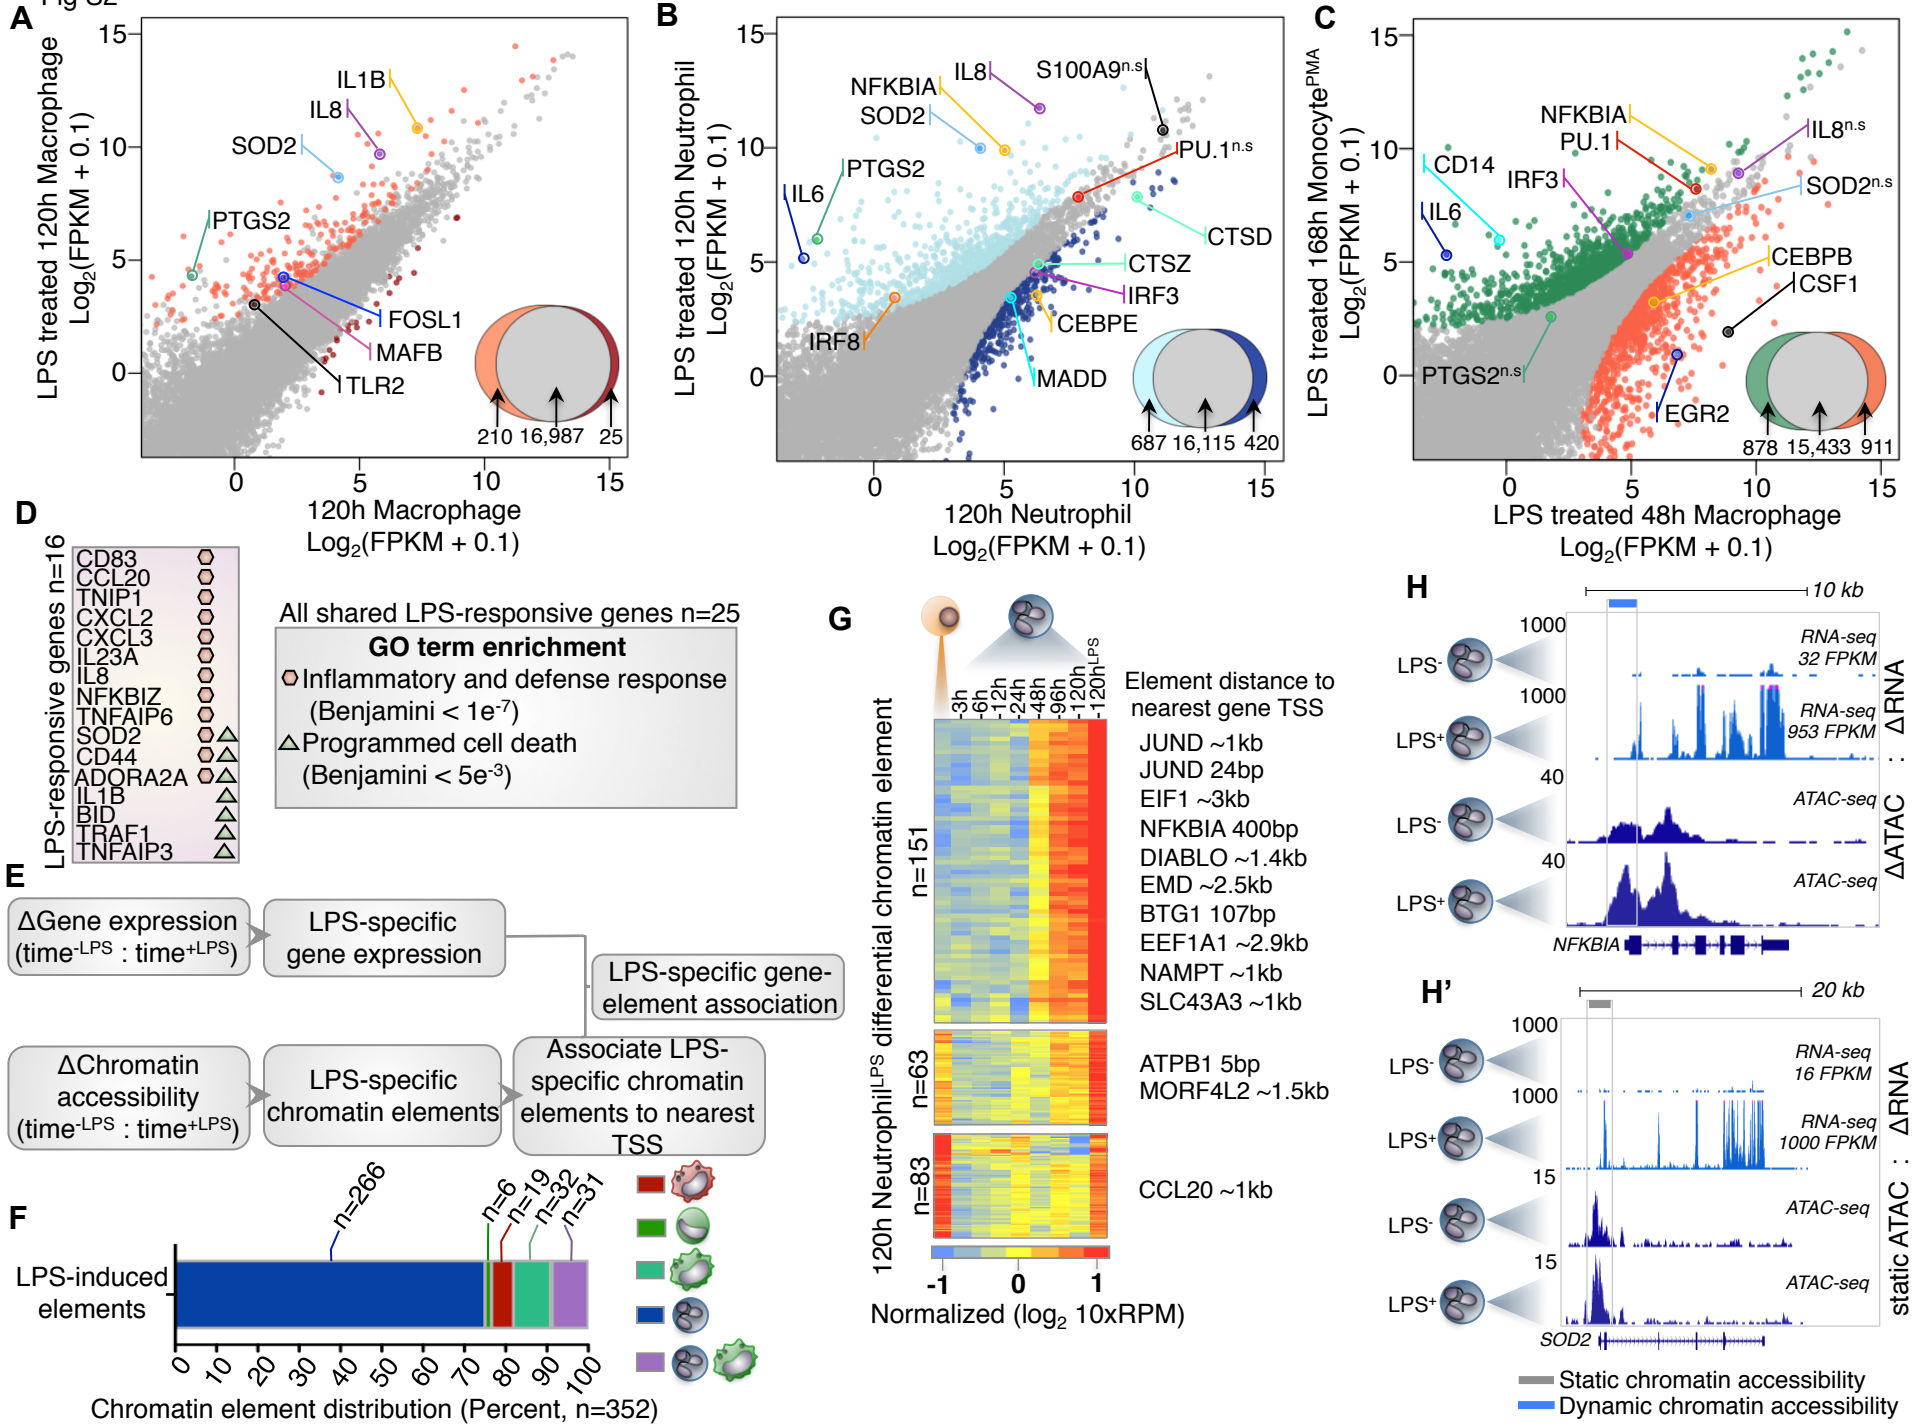 Fig S2
A
LPS treated 120h Macrophage
Log2(FPKM + 0.1)
15
10
5
0
IL1B
IL8
SOD2
PTGS2
FOSL1
MAFB
TLR2
210
16,987
25
0
5
10
15
120h Macrophage
Log2(FPKM + 0.1)
B
LPS treated 120h Neutrophil
Log2(FPKM + 0.1)
15
10
5
0
IL8
S100A9n.s
NFKBIA
SOD2
PTGS2
PU.1n.s
IL6
CTSD
CTSZ
IRF3
CEBPE
IRF8
MADD
687
16,115
420
0
5
10
15
120h Neutrophil
Log2(FPKM + 0.1)
C
LPS treated 168h MonocytePMA
Log2(FPKM + 0.1)
15
10
5
0
NFKBIA
PU.1
IL8n.s
CD14
IRF3
SOD2n.s
IL6
CEBPB
CSF1
PTGS2n.s
EGR2
878
15,433
911
0
5
10
15
LPS treated 48h Macrophage
Log2(FPKM + 0.1)
D
LPS-responsive genes n=16
CD83
CCL20
TNIP1
CXCL2
CXCL3
IL23A
IL8
NFKBIZ
TNFAIP6
SOD2
CD44
ADORA2A
IL1B
BID
TRAF1
TNFAIP3
All shared LPS-responsive genes n=25
GO term enrichment
Inflammatory and defense response
(Benjamini < 1e-7)
Programmed cell death
(Benjamini < 5e-3)
E
ΔGene expression
(time-LPS : time+LPS)
LPS-specific
gene expression
LPS-specific gene-
element association
ΔChromatin
accessibility
(time-LPS : time+LPS)
LPS-specific
chromatin elements
Associate LPS-
specific chromatin
elements to nearest
TSS
F
n=266
n=6
n=19
n=32
n=31
LPS-induced
elements
0
10
20
30
40
50
60
70
80
90
100
Chromatin element distribution (Percent, n=352)
G
120h NeutrophilLPS differential chromatin element
-3h
-6h
-12h
-24h
-48h
-96h
-120h
-120hLPS
Element distance to
nearest gene TSS
n=151
JUND ~1kb
JUND 24bp
EIF1 ~3kb
NFKBIA 400bp
DIABLO ~1.4kb
EMD ~2.5kb
BTG1 107bp
EEF1A1 ~2.9kb
NAMPT ~1kb
SLC43A3 ~1kb
n=63
ATPB1 5bp
MORF4L2 ~1.5kb
n=83
CCL20 ~1kb
-1
0
1
Normalized (log2 10xRPM)
H
10 kb
1000
LPS-
RNA-seq
32 FPKM
1000
LPS+
RNA-seq
953 FPKM
40
LPS-
ATAC-seq
40
LPS+
ATAC-seq
NFKBIA
ΔATAC : ΔRNA
H'
20 kb
1000
LPS-
RNA-seq
16 FPKM
1000
LPS+
RNA-seq
1000 FPKM
15
LPS-
ATAC-seq
15
LPS+
ATAC-seq
SOD2
static ATAC : ΔRNA
Static chromatin accessibility
Dynamic chromatin accessibility